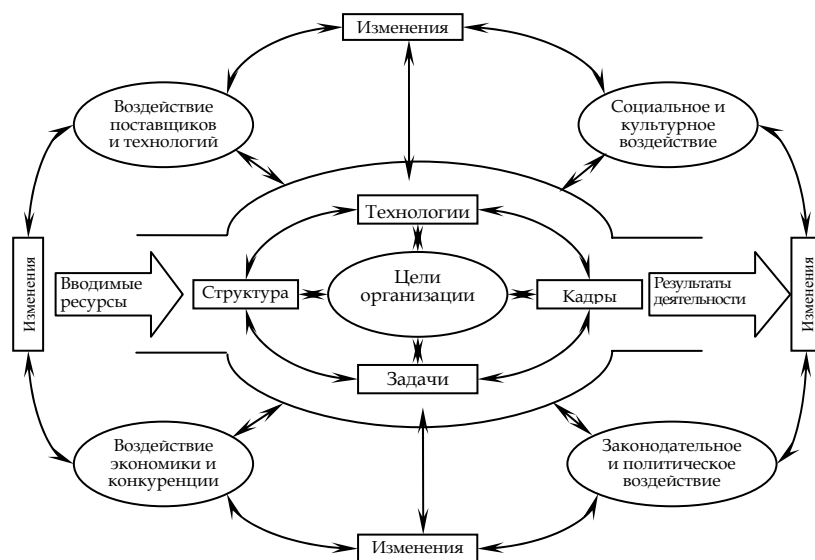 Изменения
Воздействие
поставщиков
и технологий
Социальное и
культурное
воздействие
Технологии
Изменения
Вводимые
ресурсы
Структура
Цели
организации
Кадры
Результаты
деятельности
Изменения
Задачи
Воздействие
экономики и
конкуренции
Законодательное
и политическое
воздействие
Изменения